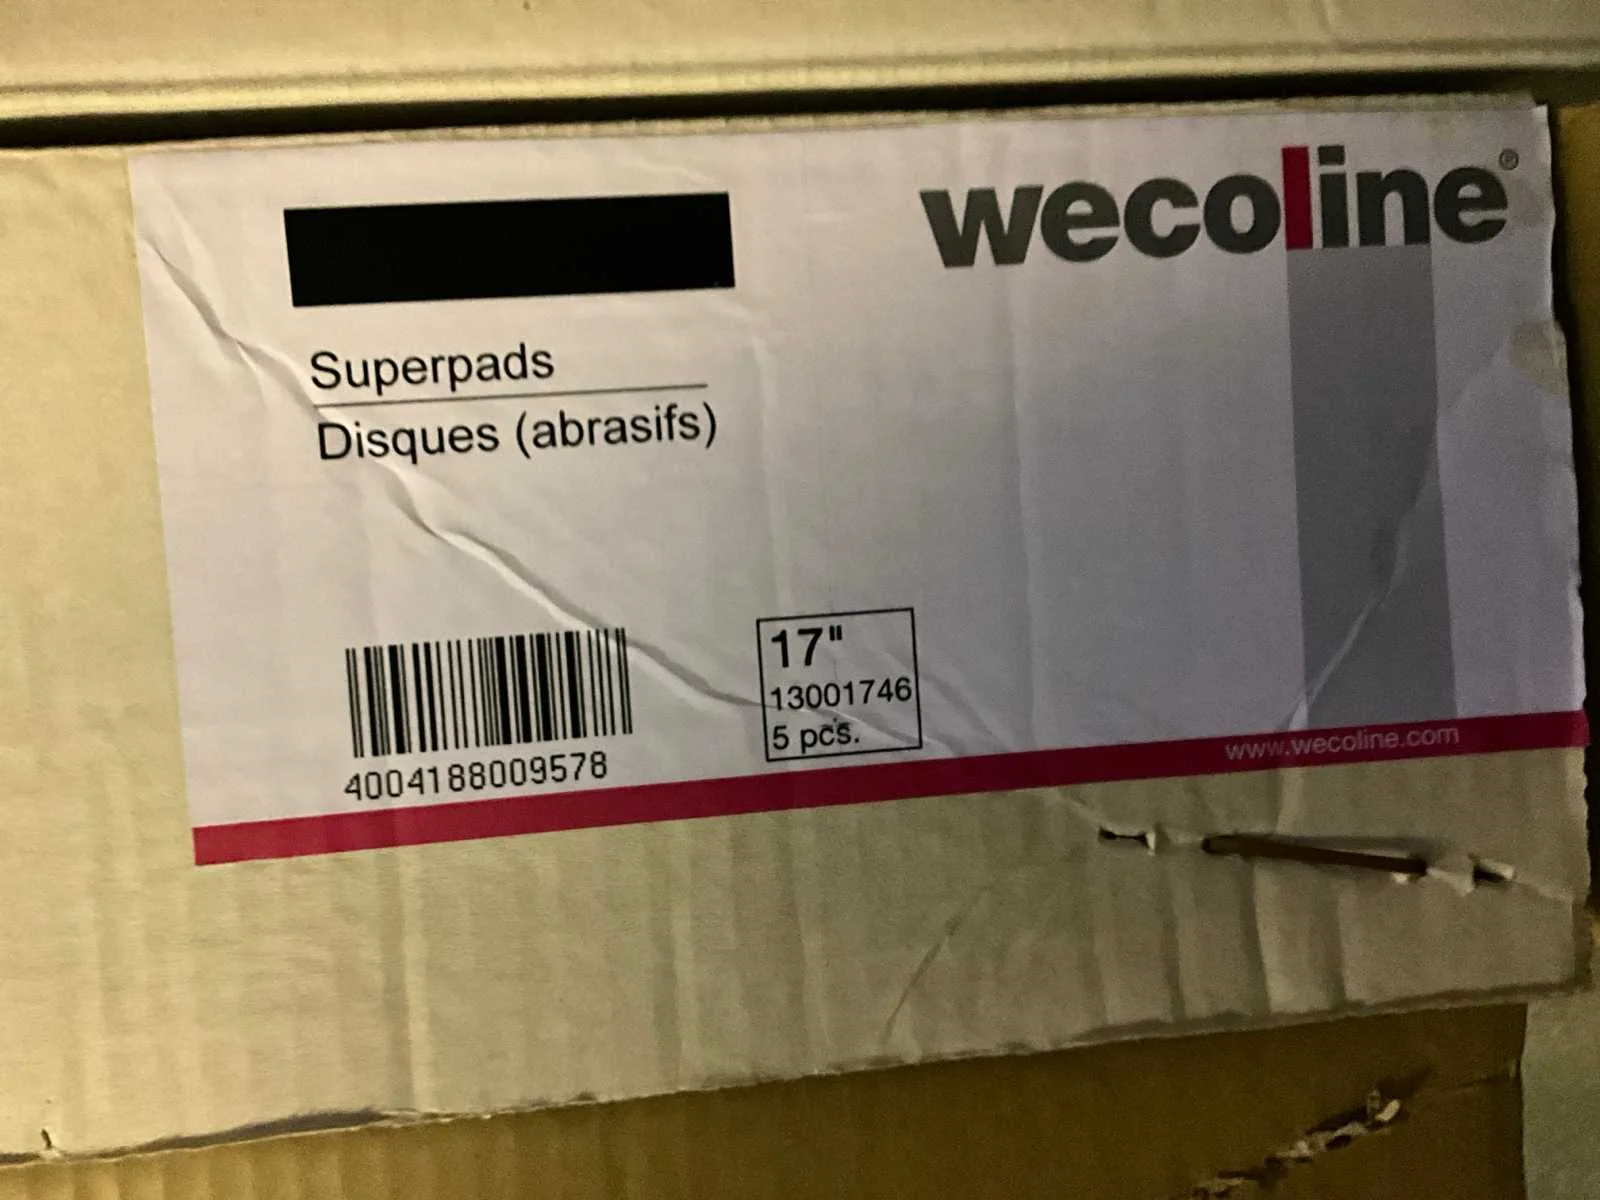 wecoline®
Superpads
Disques (abrasifs)
17"
13001746
5 pcs.
4004188009578
www.wecoline.com